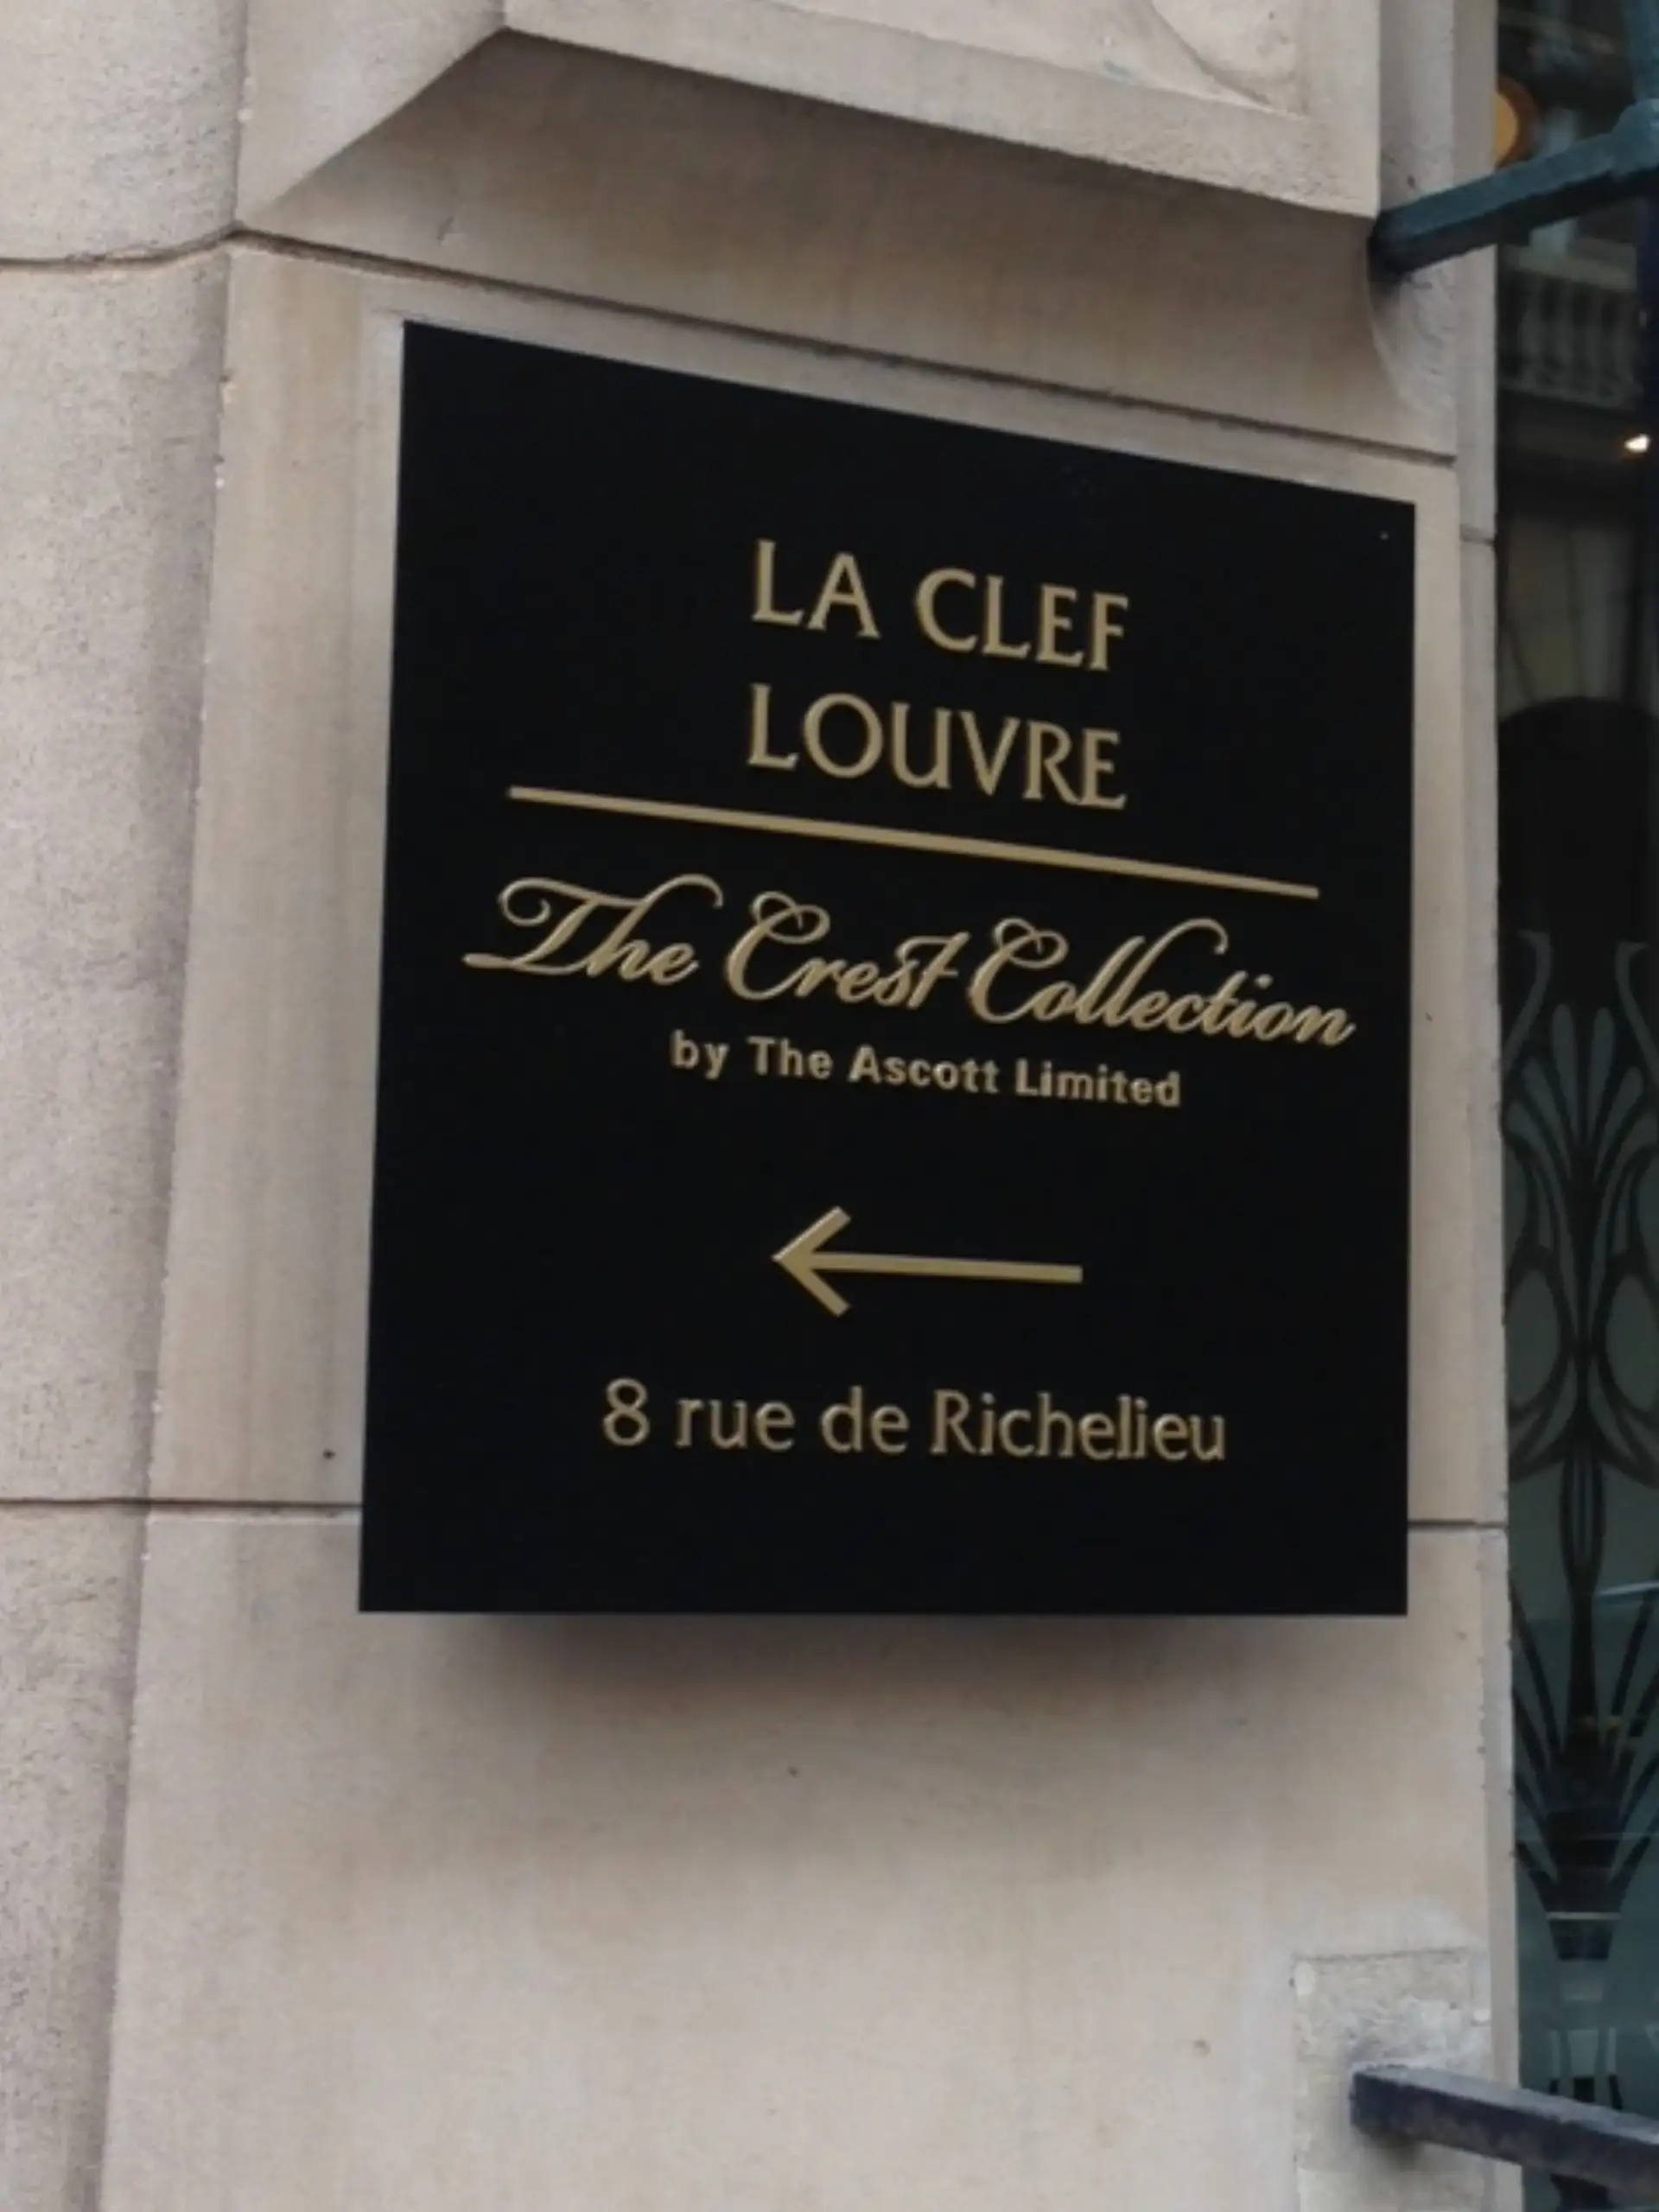 LA CLEF
LOUVRE
The Crest Collection
by The Ascott Limited
8 rue de Richelieu